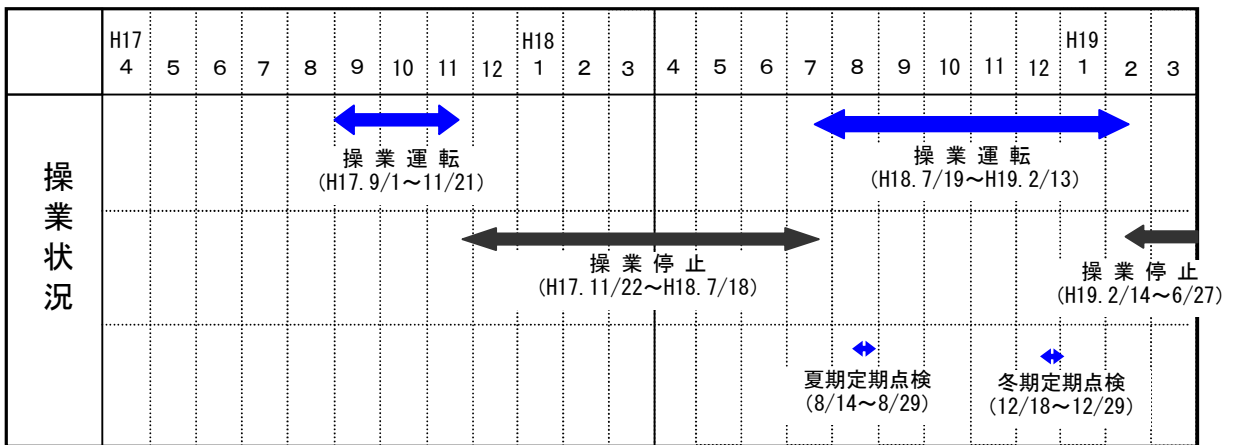 H17 H18 H19
4 5 6 7 8 9 10 11 12 1 2 3 4 5 6 7 8 9 10 11 12 1 2 3
操業状況
操 業 運 転
(H17.9/1～11/21)
操 業 運 転
(H18.7/19～H19.2/13)
操 業 停 止
(H17.11/22～H18.7/18)
操 業 停 止
(H19.2/14～6/27)
夏期定期点検
(8/14～8/29)
冬期定期点検
(12/18～12/29)